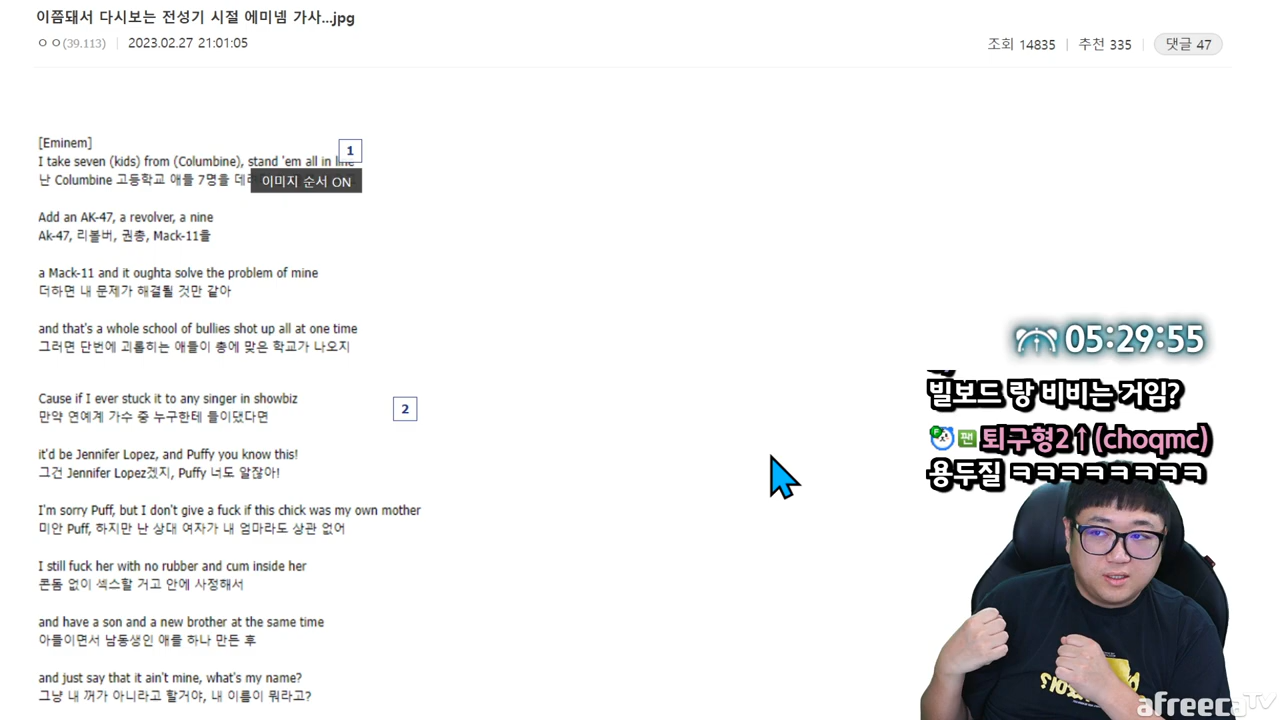 이쯤돼서 다시보는 전성기 시절 에미넴 가사...jpg
ㅇㅇ(39.113) 2023.02.27 21:01:05
조회 14835 추천 335 댓글 47
[Eminem]
1
I take seven (kids) from (Columbine), stand 'em all in line
난 Columbine 고등학교 애들 7명을
이미지 순서 ON
Add an AK-47, a revolver, a nine
Ak-47, 리볼버, 권총, Mack-11을
a Mack-11 and it oughta solve the problem of mine
더하면 내 문제가 해결될 것만 같아
and that's a whole school of bullies shot up all at one time
그러면 단번에 괴롭히는 애들이 총에 맞은 학교가 나오지
Cause if I ever stuck it to any singer in showbiz
2
만약 연예계 가수 중 누구한테 들이댔다면
it'd be Jennifer Lopez, and Puffy you know this!
그건 Jennifer Lopez겠지, Puffy 너도 알잖아!
I'm sorry Puff, but I don't give a fuck if this chick was my own mother
미안 Puff, 하지만 난 상대 여자가 내 엄마라도 상관 없어
I still fuck her with no rubber and cum inside her
콘돔 없이 섹스할 거고 안에 사정해서
and have a son and a new brother at the same time
아들이면서 남동생인 애를 하나 만든 후
and just say that it ain't mine, what's my name?
그냥 내 꺼가 아니라고 할거야, 내 이름이 뭐라고?
05:29:55
빌보드 랑 비비는 거임?
F 팬 퇴구형2↑(choqmc)
용두질 ㅋㅋㅋㅋㅋㅋㅋㅋ
afreecaTV